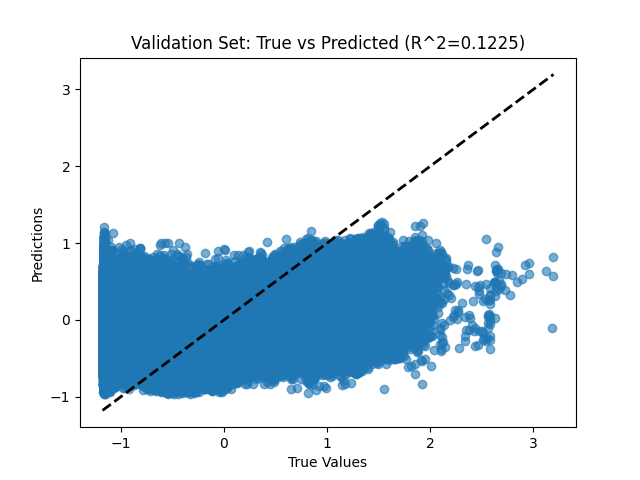 Validation Set: True vs Predicted (R^2=0.1225)
Predictions
3
2
1
0
−1
−1 0 1 2 3
True Values